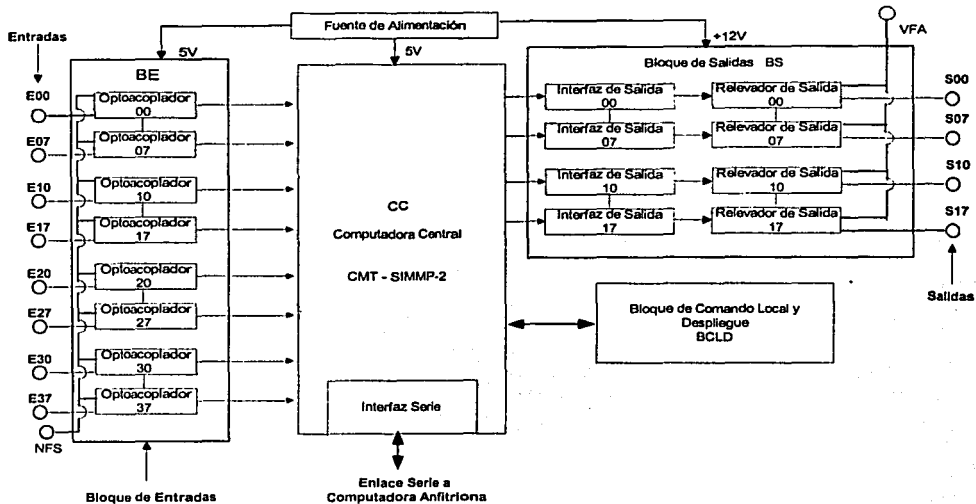 Fuente de Alimentación
VFA
Entradas
5V
5V
+12V
BE
Bloque de Salidas BS
E00
Optoacoplador
00
E07
Optoacoplador
07
E10
Optoacoplador
10
E17
Optoacoplador
17
E20
Optoacoplador
20
E27
Optoacoplador
27
E30
Optoacoplador
30
E37
Optoacoplador
37
NFS
Bloque de Entradas
CC
Computadora Central
CMT - SIMMP-2
Interfaz Serie
Enlace Serie a
Computadora Anfitriona
Interfaz de Salida
00
Relevador de Salida
00
S00
Interfaz de Salida
07
Relevador de Salida
07
S07
Interfaz de Salida
10
Relevador de Salida
10
S10
Interfaz de Salida
17
Relevador de Salida
17
S17
Salidas
Bloque de Comando Local y
Despliegue
BCLD